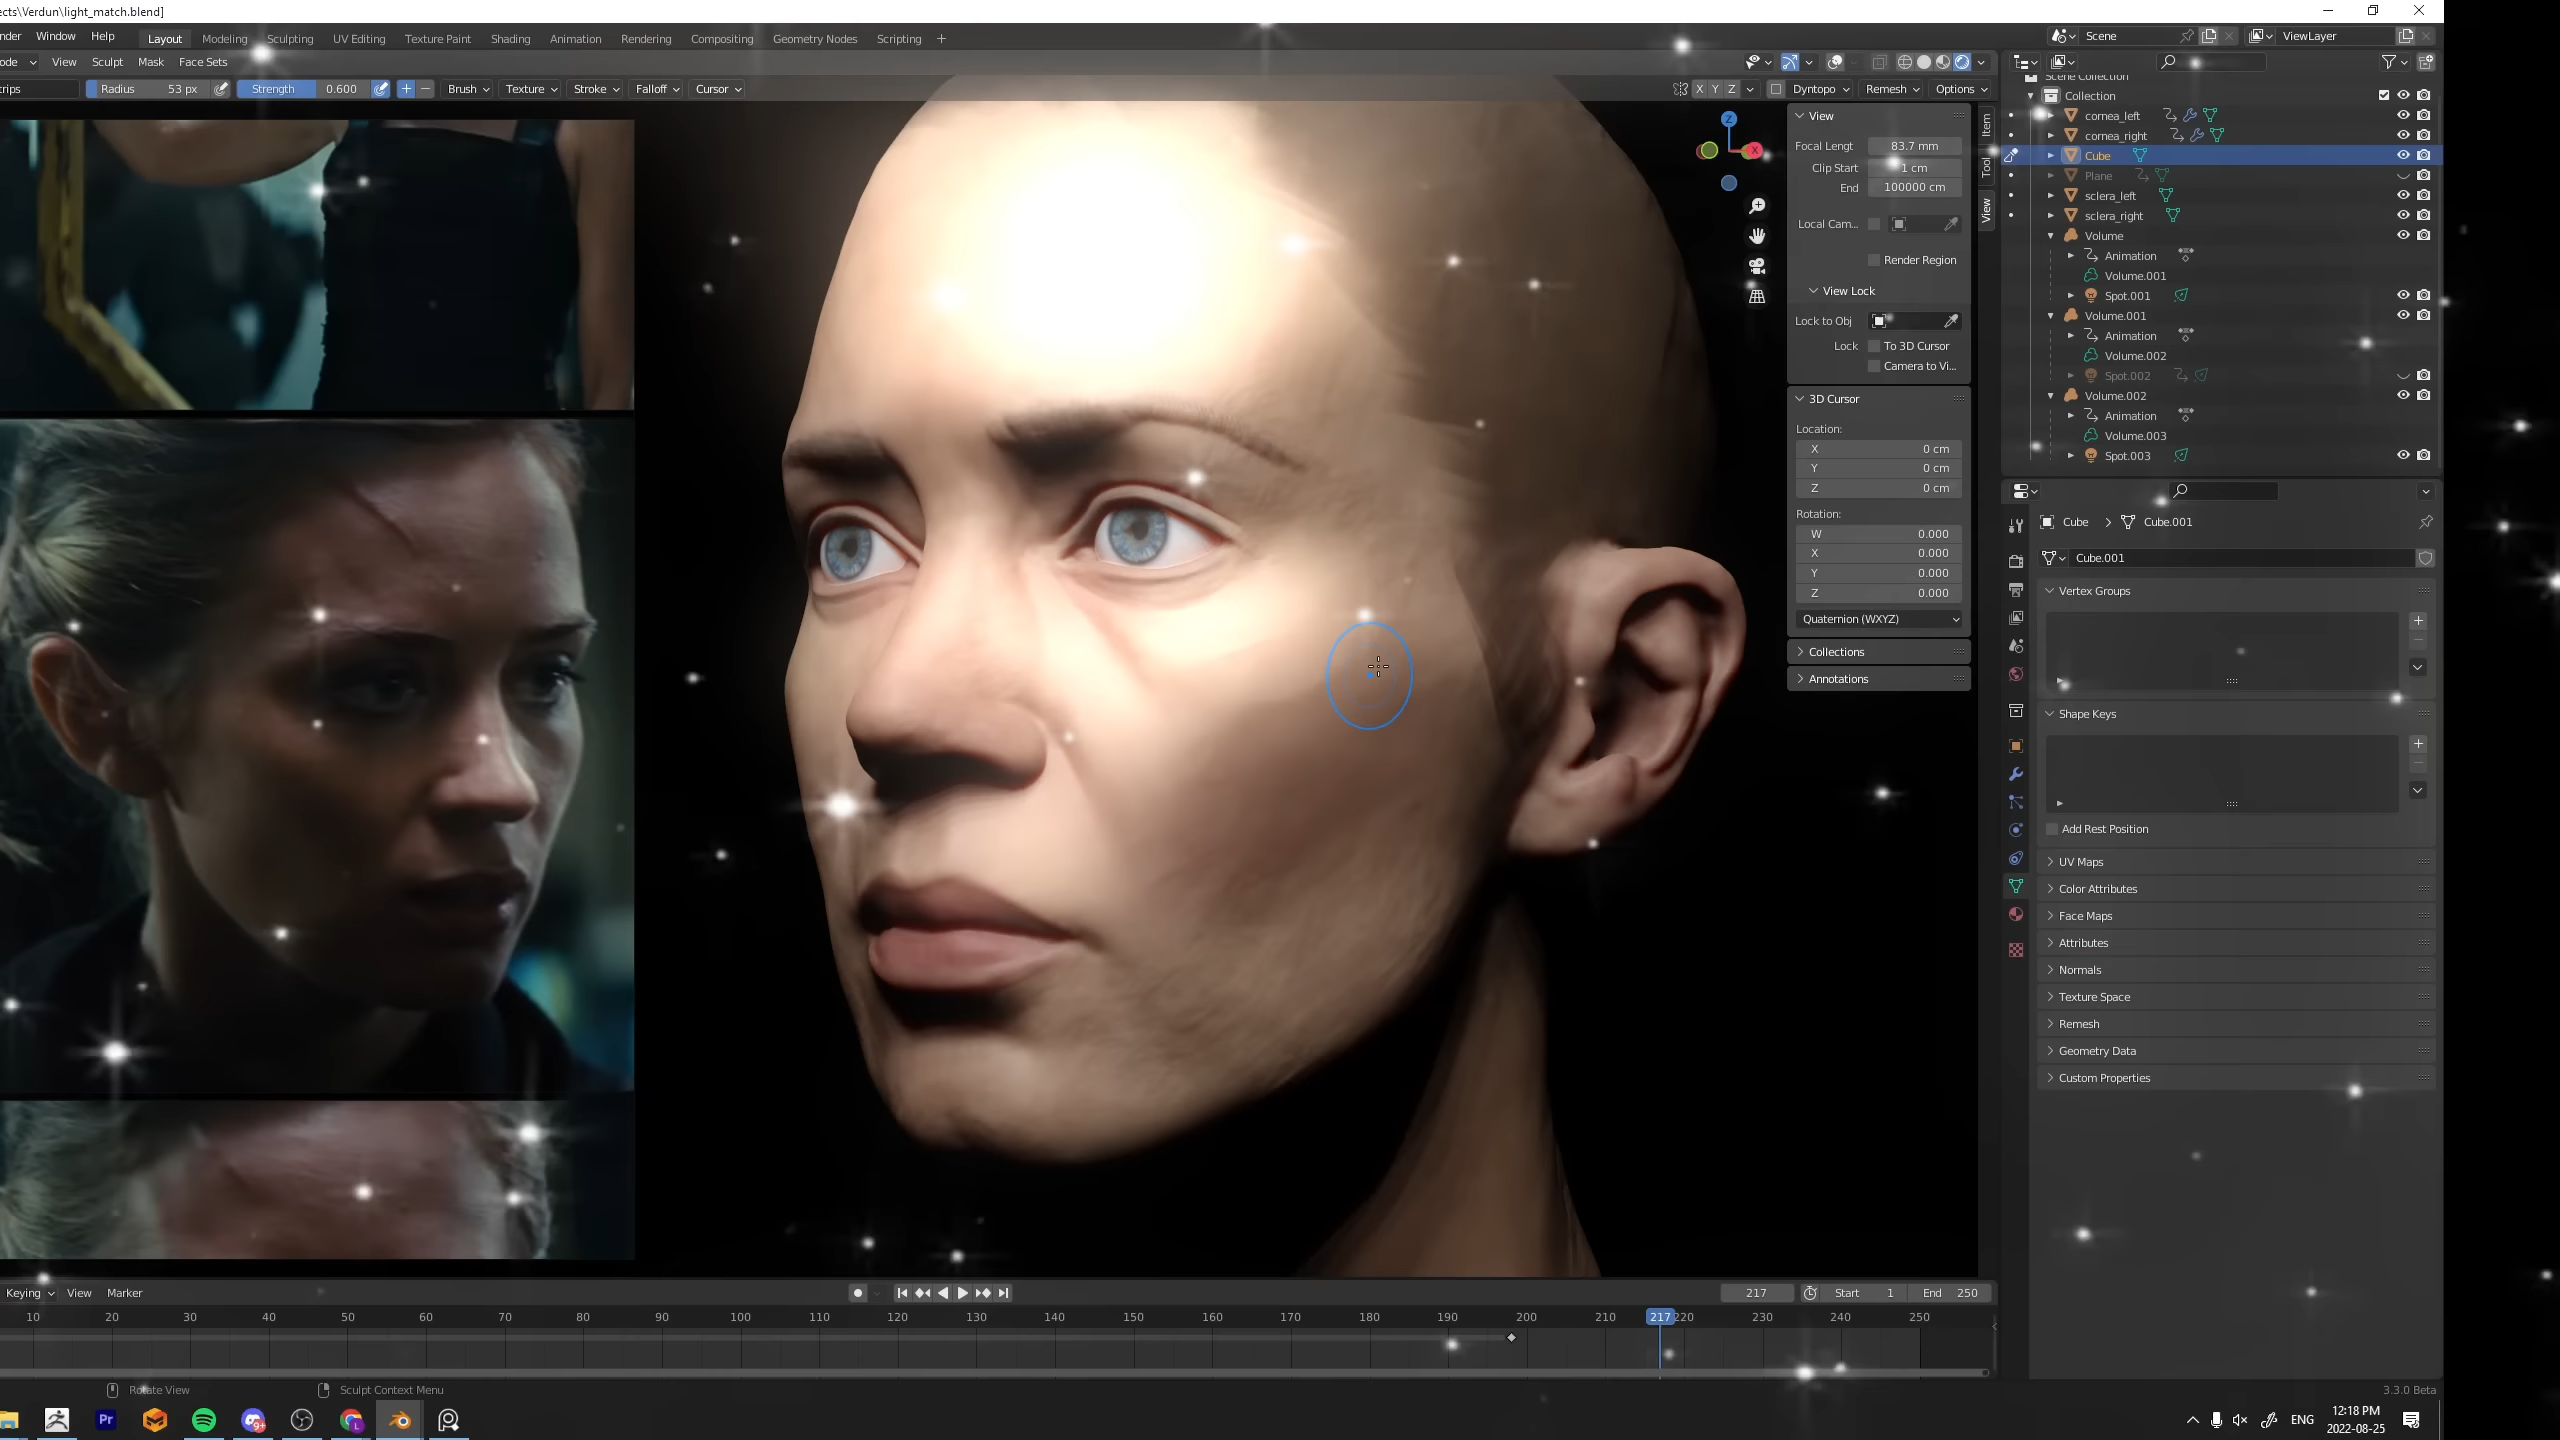 ects\Verdun\light_match.blend]
nder Window Help Layout Modeling Sculpting UV Editing Texture Paint Shading Animation Rendering Compositing Geometry Nodes Scripting + Scene ViewLayer
ode View Sculpt Mask Face Sets
rips Radius 53 px Strength 0.600 + − Brush Texture Stroke Falloff Cursor X Y Z Dyntopo Remesh Options
Z
X
Item
Tool
View
View
Focal Lengt 83.7 mm
Clip Start 1 cm
End 100000 cm
Local Cam...
Render Region
View Lock
Lock to Obj
Lock To 3D Cursor
Camera to Vi...
3D Cursor
Location:
X 0 cm
Y 0 cm
Z 0 cm
Rotation:
W 0.000
X 0.000
Y 0.000
Z 0.000
Quaternion (WXYZ)
Collections
Annotations
Scene Collection
Collection
cornea_left
cornea_right
Cube
Plane
sclera_left
sclera_right
Volume
Animation
Volume.001
Spot.001
Volume.001
Animation
Volume.002
Spot.002
Volume.002
Animation
Volume.003
Spot.003
Cube > Cube.001
Cube.001
Vertex Groups
Shape Keys
Add Rest Position
UV Maps
Color Attributes
Face Maps
Attributes
Normals
Texture Space
Remesh
Geometry Data
Custom Properties
Keying View Marker 217 Start 1 End 250
10 20 30 40 50 60 70 80 90 100 110 120 130 140 150 160 170 180 190 200 210 217 220 230 240 250
Rotate View Sculpt Context Menu 3.3.0 Beta
Pr 9+ L ENG 12:18 PM
2022-08-25